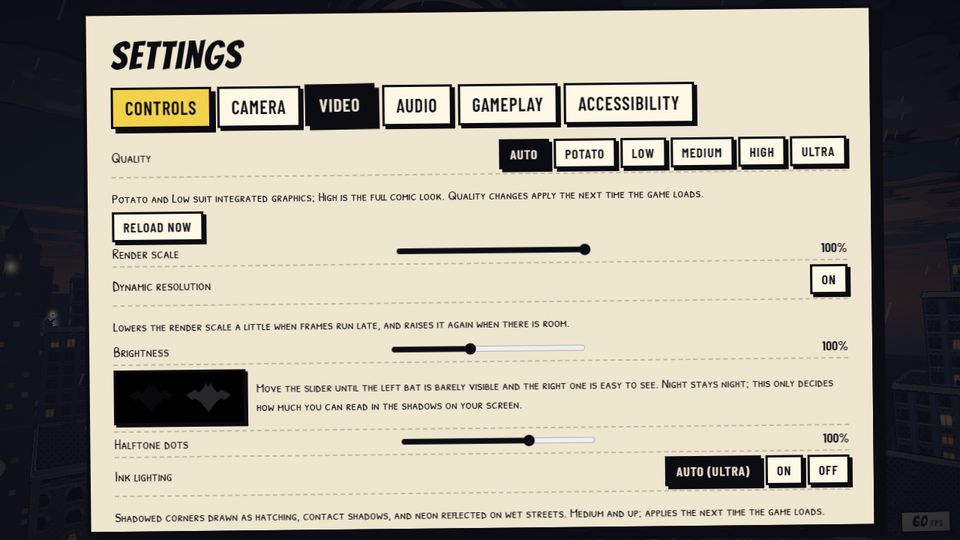 SETTINGS
CONTROLS CAMERA VIDEO AUDIO GAMEPLAY ACCESSIBILITY
QUALITY AUTO POTATO LOW MEDIUM HIGH ULTRA
POTATO AND LOW SUIT INTEGRATED GRAPHICS; HIGH IS THE FULL COMIC LOOK. QUALITY CHANGES APPLY THE NEXT TIME THE GAME LOADS.
RELOAD NOW
RENDER SCALE 100%
DYNAMIC RESOLUTION ON
LOWERS THE RENDER SCALE A LITTLE WHEN FRAMES RUN LATE, AND RAISES IT AGAIN WHEN THERE IS ROOM.
BRIGHTNESS 100%
MOVE THE SLIDER UNTIL THE LEFT BAT IS BARELY VISIBLE AND THE RIGHT ONE IS EASY TO SEE. NIGHT STAYS NIGHT; THIS ONLY DECIDES
HOW MUCH YOU CAN READ IN THE SHADOWS ON YOUR SCREEN.
HALFTONE DOTS 100%
INK LIGHTING AUTO (ULTRA) ON OFF
SHADOWED CORNERS DRAWN AS HATCHING, CONTACT SHADOWS, AND NEON REFLECTED ON WET STREETS. MEDIUM AND UP; APPLIES THE NEXT TIME THE GAME LOADS.
60 FPS